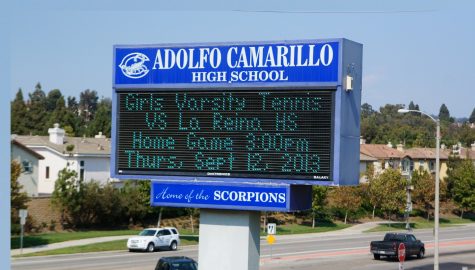 ADOLFO CAMARILLO
HIGH SCHOOL
Girls Varsity Tennis
VS La Reina HS
Home Game 3:00pm
Thurs, Sept 12, 2013
Home of the SCORPIONS